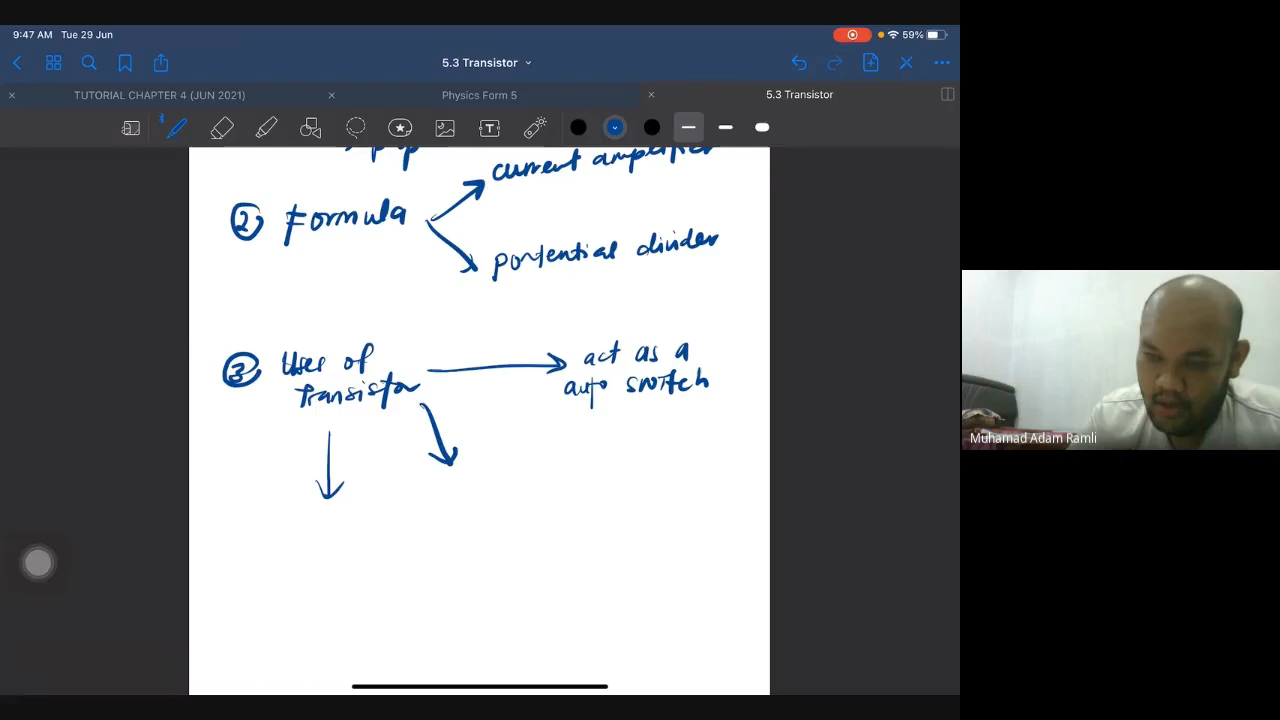 9:47 AM Tue 29 Jun
59%
5.3 Transistor
TUTORIAL CHAPTER 4 (JUN 2021)
Physics Form 5
5.3 Transistor
current amplifier
2 Formula
portential divider
3 Uses of
transistor
act as a
auto switch
Muhamad Adam Ramli